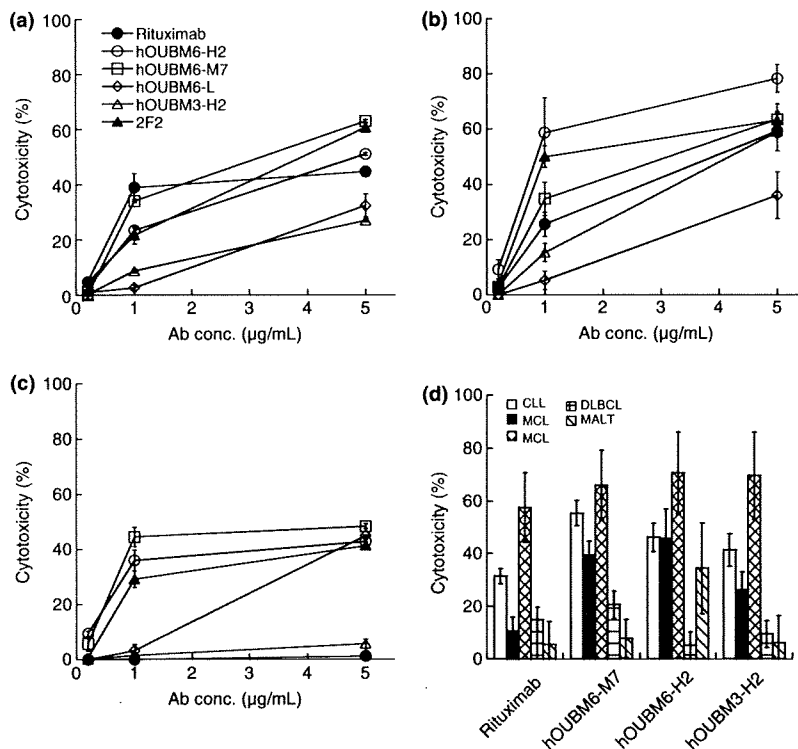 (a)
Rituximab
hOUBM6-H2
hOUBM6-M7
hOUBM6-L
hOUBM3-H2
2F2
Cytotoxicity (%)
100
80
60
40
20
0
0 1 2 3 4 5
Ab conc. (µg/mL)
(b)
Cytotoxicity (%)
100
80
60
40
20
0
0 1 2 3 4 5
Ab conc. (µg/mL)
(c)
Cytotoxicity (%)
100
80
60
40
20
0
0 1 2 3 4 5
Ab conc. (µg/mL)
(d)
CLL DLBCL
MCL MALT
MCL
Cytotoxicity (%)
100
80
60
40
20
0
Rituximab
hOUBM6-M7
hOUBM6-H2
hOUBM3-H2